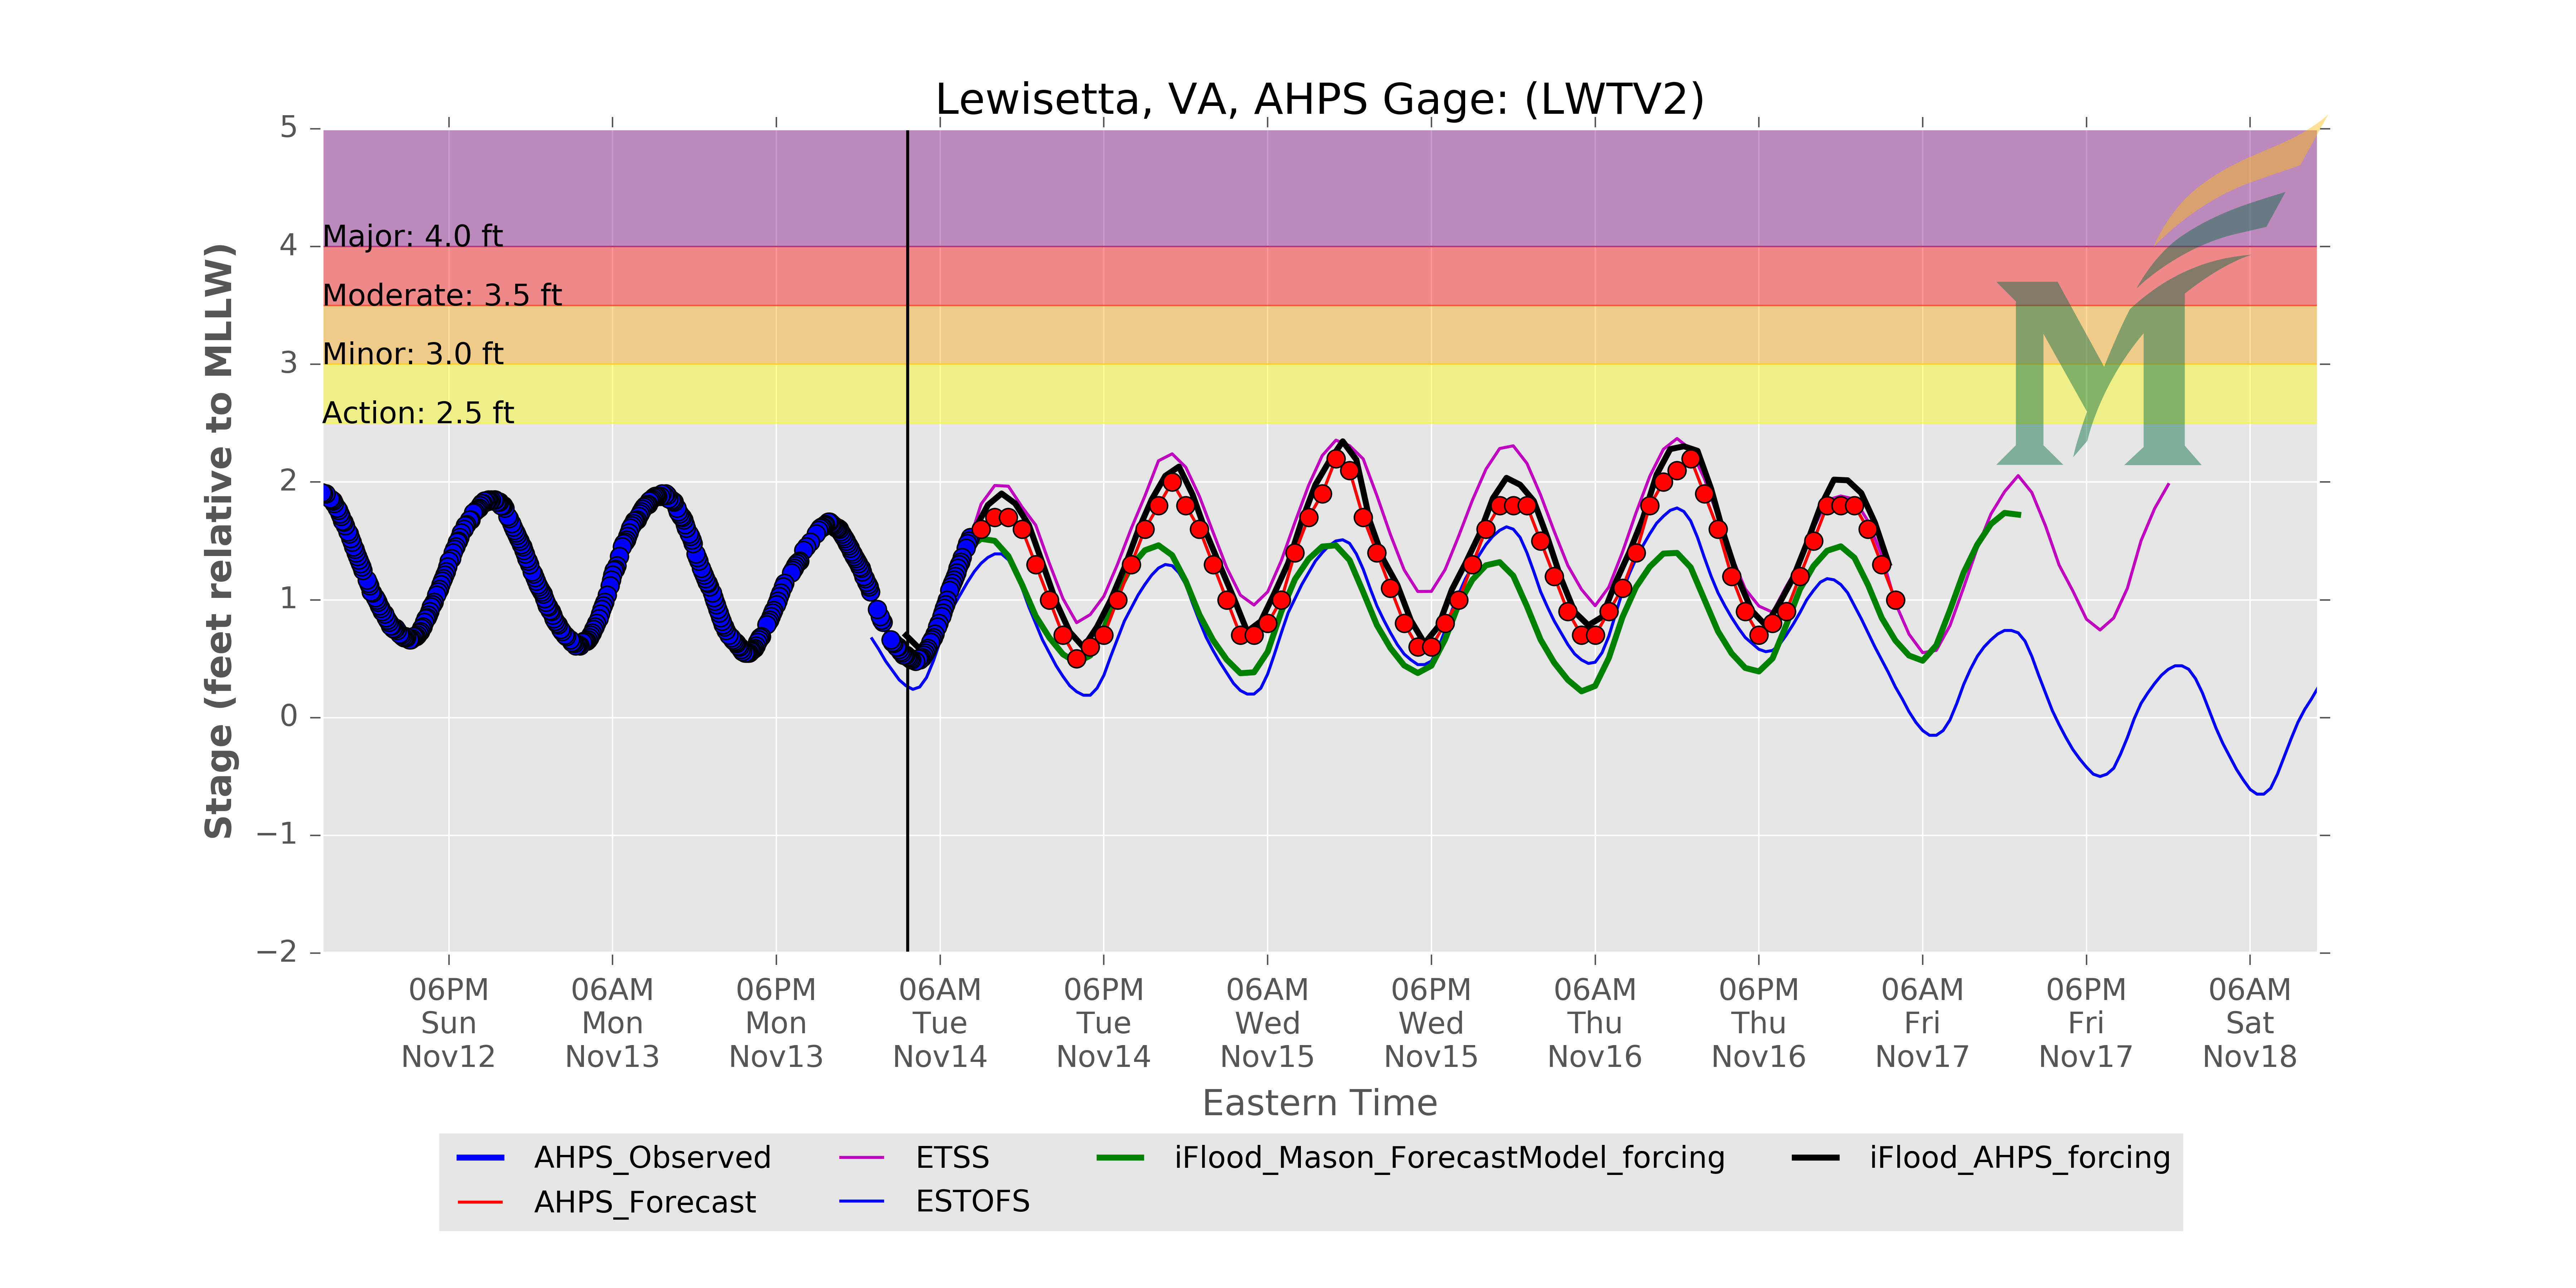 Lewisetta, VA, AHPS Gage: (LWTV2)
Stage (feet relative to MLLW)
5
4
3
2
1
0
−1
−2
Major: 4.0 ft
Moderate: 3.5 ft
Minor: 3.0 ft
Action: 2.5 ft
M
06PM 06AM 06PM 06AM 06PM 06AM 06PM 06AM 06PM 06AM 06PM 06AM
Sun Mon Mon Tue Tue Wed Wed Thu Thu Fri Fri Sat
Nov12 Nov13 Nov13 Nov14 Nov14 Nov15 Nov15 Nov16 Nov16 Nov17 Nov17 Nov18
Eastern Time
AHPS_Observed ETSS iFlood_Mason_ForecastModel_forcing iFlood_AHPS_forcing
AHPS_Forecast ESTOFS